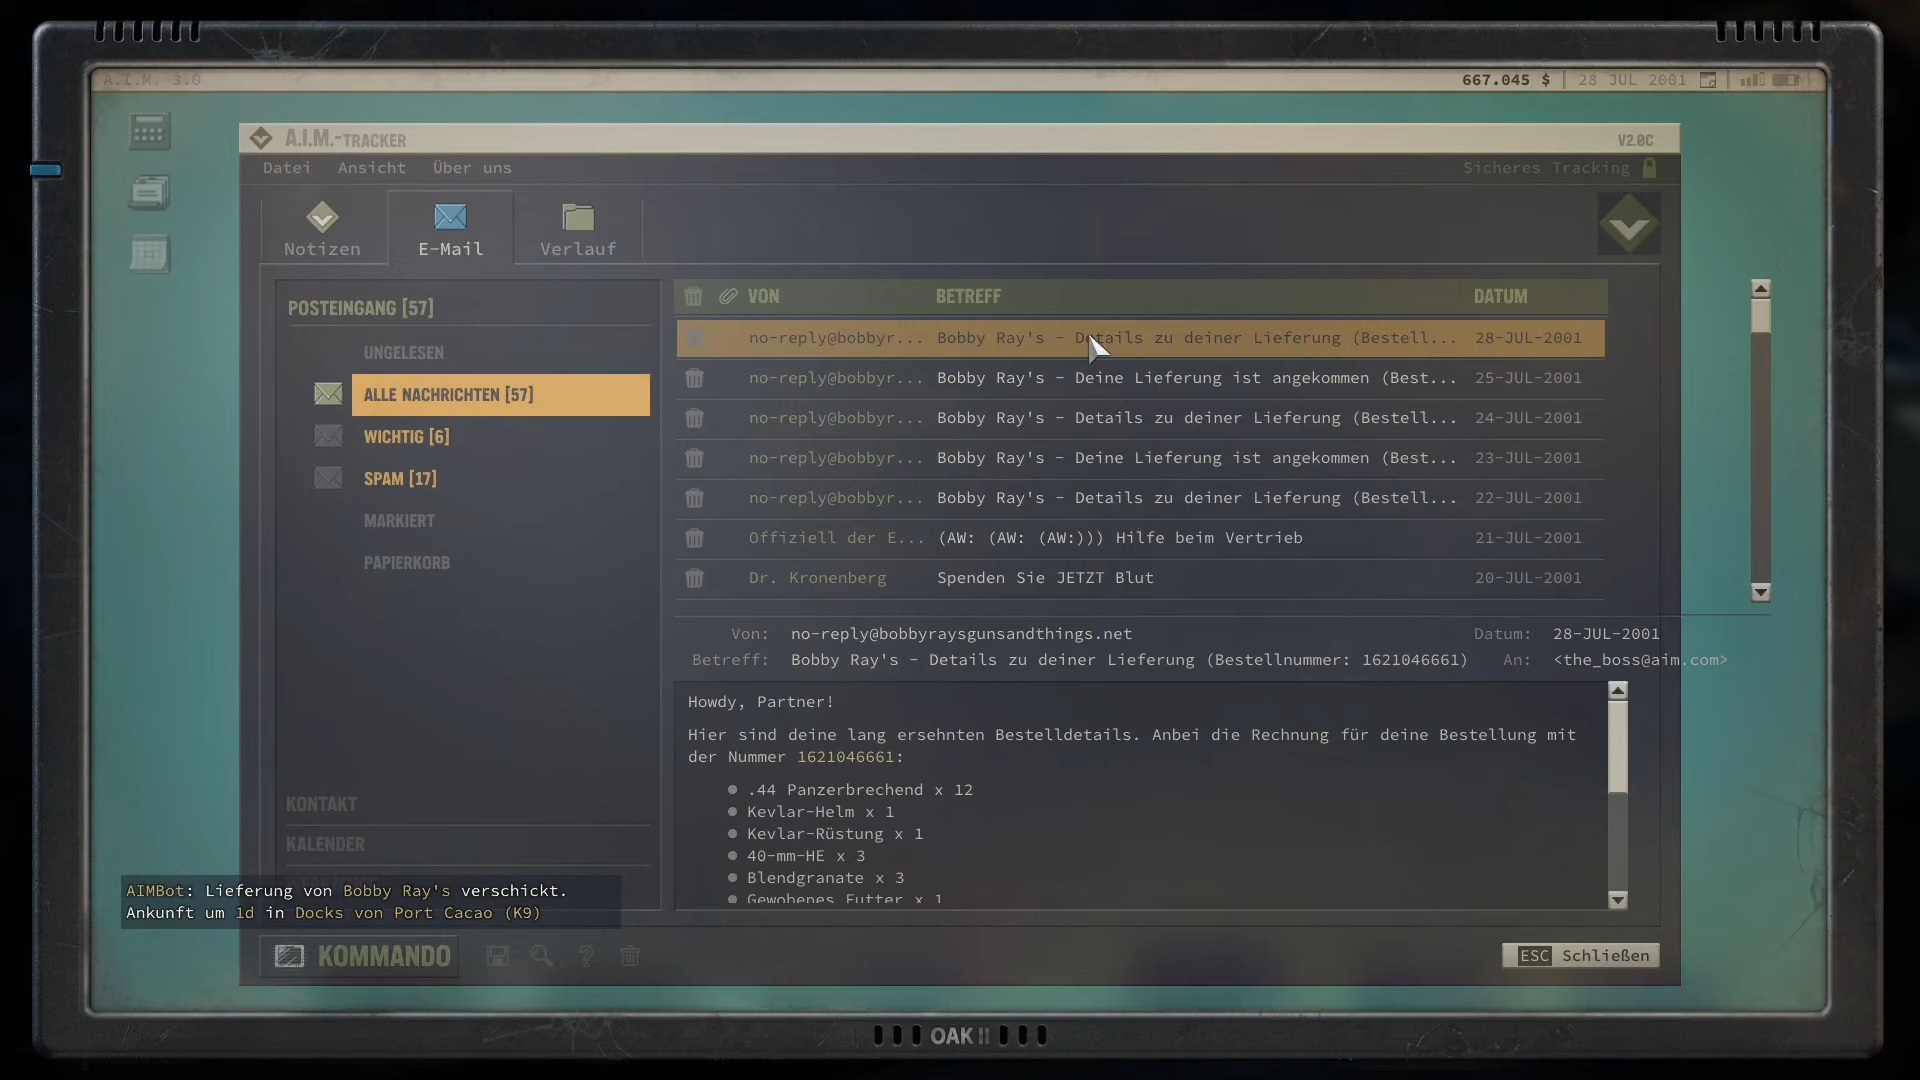 A.I.M. 3.0
667.045 $ | 28 JUL 2001
A.I.M.-TRACKER
V2.0C
Datei Ansicht Über uns
Sicheres Tracking
Notizen
E-Mail
Verlauf
POSTEINGANG [57]
UNGELESEN
ALLE NACHRICHTEN [57]
WICHTIG [6]
SPAM [17]
MARKIERT
PAPIERKORB
KONTAKT
KALENDER
VON BETREFF DATUM
no-reply@bobbyr... Bobby Ray's - Details zu deiner Lieferung (Bestell... 28-JUL-2001
no-reply@bobbyr... Bobby Ray's - Deine Lieferung ist angekommen (Best... 25-JUL-2001
no-reply@bobbyr... Bobby Ray's - Details zu deiner Lieferung (Bestell... 24-JUL-2001
no-reply@bobbyr... Bobby Ray's - Deine Lieferung ist angekommen (Best... 23-JUL-2001
no-reply@bobbyr... Bobby Ray's - Details zu deiner Lieferung (Bestell... 22-JUL-2001
Offiziell der E... (AW: (AW: (AW:))) Hilfe beim Vertrieb 21-JUL-2001
Dr. Kronenberg Spenden Sie JETZT Blut 20-JUL-2001
Von: no-reply@bobbyraysgunsandthings.net Datum: 28-JUL-2001
Betreff: Bobby Ray's - Details zu deiner Lieferung (Bestellnummer: 1621046661) An: <the_boss@aim.com>
Howdy, Partner!
Hier sind deine lang ersehnten Bestelldetails. Anbei die Rechnung für deine Bestellung mit
der Nummer 1621046661:
● .44 Panzerbrechend x 12
● Kevlar-Helm x 1
● Kevlar-Rüstung x 1
● 40-mm-HE x 3
● Blendgranate x 3
● Gewobenes Futter x 1
AIMBot: Lieferung von Bobby Ray's verschickt.
Ankunft um 1d in Docks von Port Cacao (K9)
KOMMANDO
ESC Schließen
OAK II